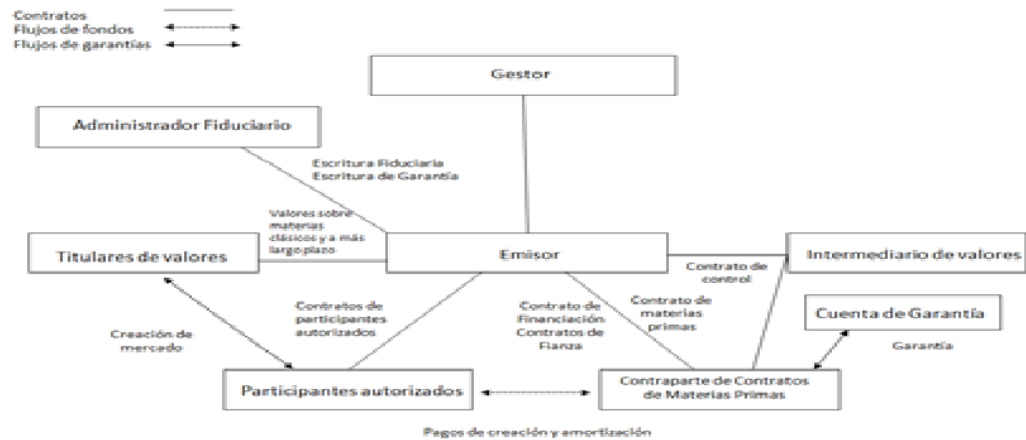 Contratos
Flujos de fondos
Flujos de garantías
Gestor
Administrador Fiduciario
Escritura Fiduciaria
Escritura de Garantía
Valores sobre
materias
clásicos y a más
largo plazo
Titulares de valores
Emisor
Intermediario de valores
Contrato de
control
Contratos de
participantes
autorizados
Contrato de
Financiación
Contratos de
Fianza
Contrato de
materias
primas
Cuenta de Garantía
Creación de
mercado
Garantía
Participantes autorizados
Contraparte de Contratos
de Materias Primas
Pagos de creación y amortización